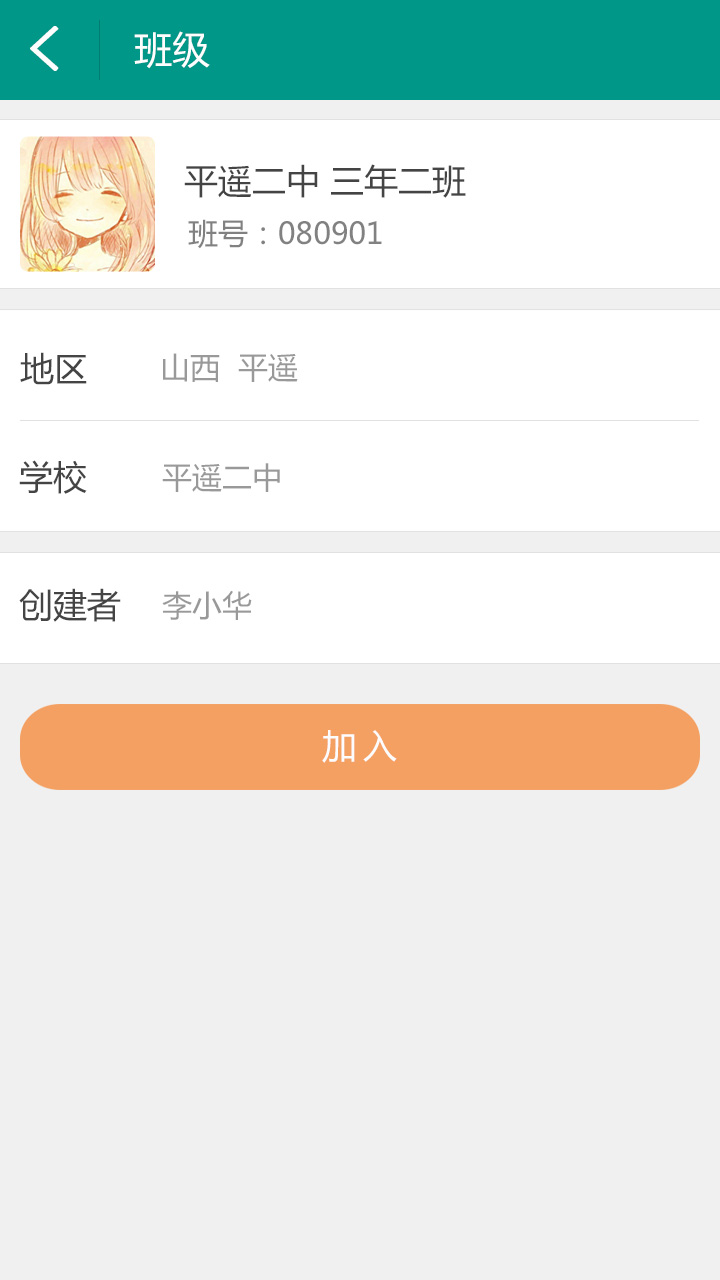 班级
平遥二中 三年二班
班号：080901
地区 山西 平遥
学校 平遥二中
创建者 李小华
加入